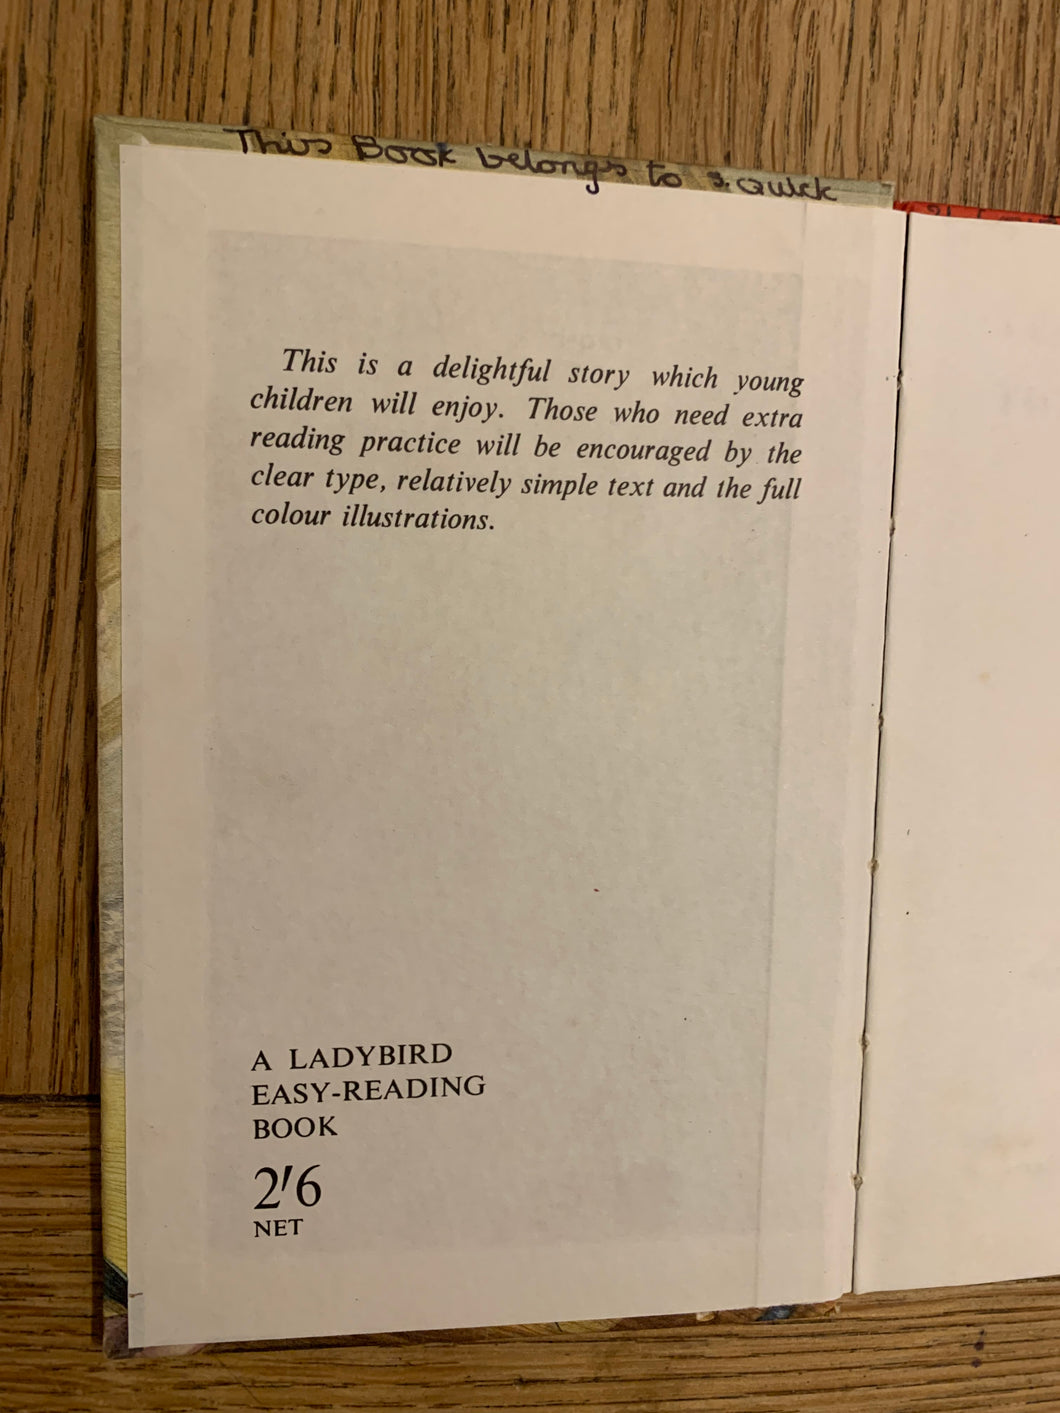 This Book belongs to S. Quick
This is a delightful story which young
children will enjoy. Those who need extra
reading practice will be encouraged by the
clear type, relatively simple text and the full
colour illustrations.
A LADYBIRD
EASY-READING
BOOK
2'6
NET